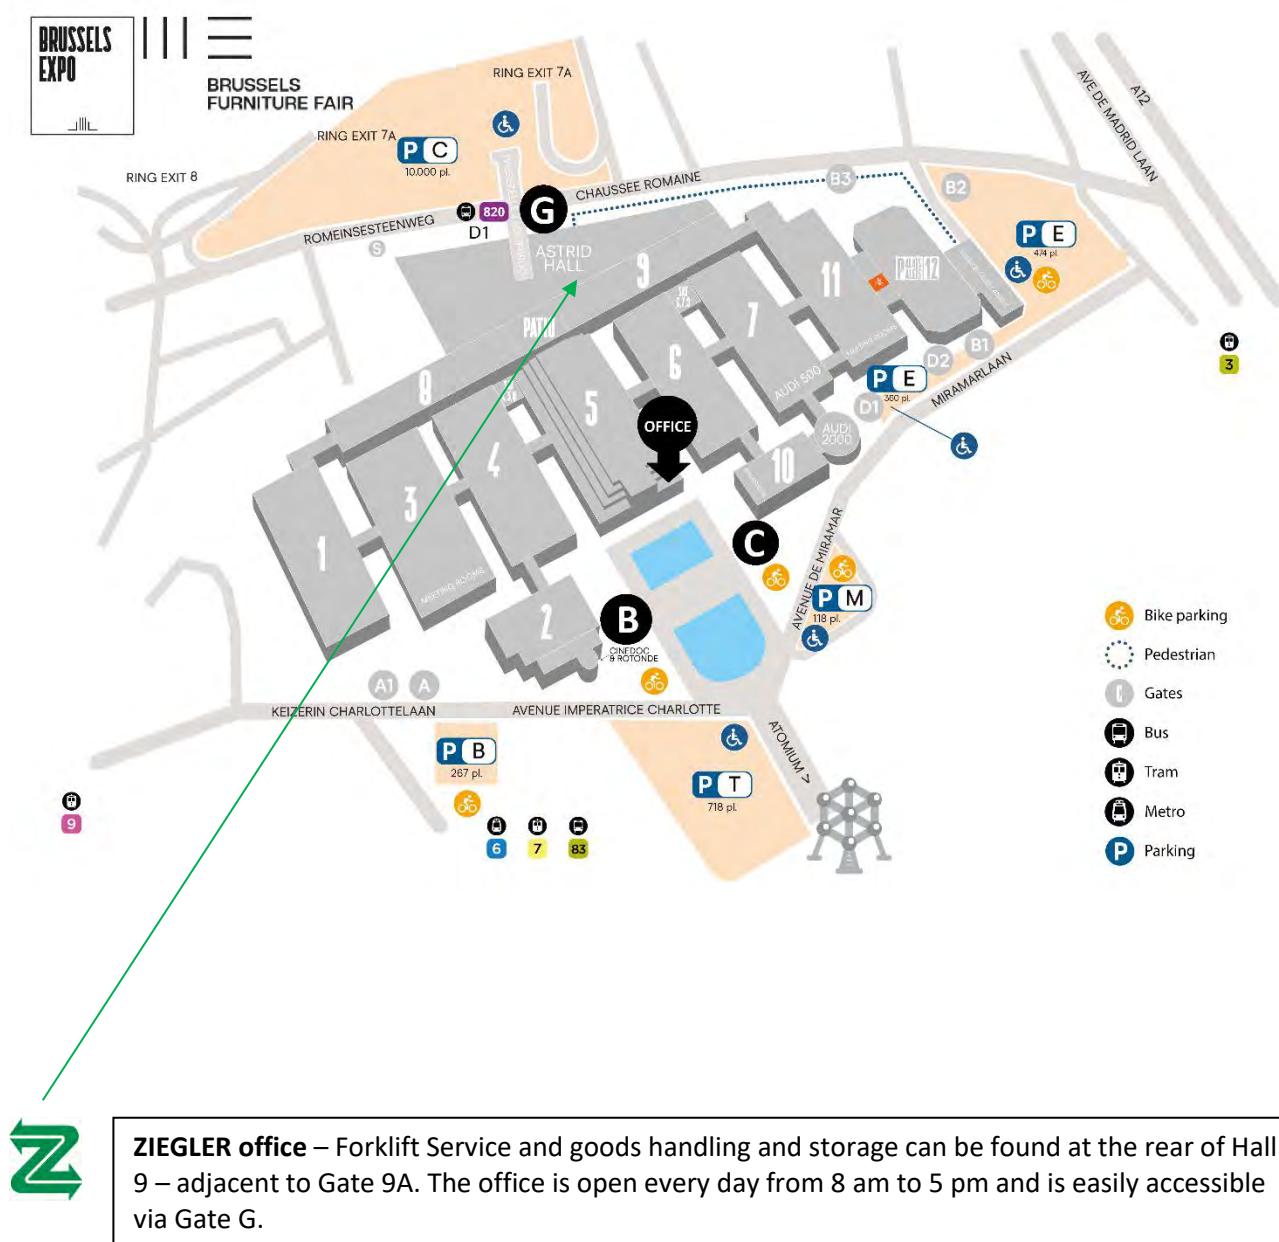 BRUSSELS
EXPO
BRUSSELS
FURNITURE FAIR
RING EXIT 7A
RING EXIT 7A
RING EXIT 8
P C
10.000 pl.
AVE DE MADRID LAAN
A12
CHAUSSEE ROMAINE
ROMEINSESTEENWEG
820
D1
G
S
B3
B2
ASTRID
HALL
P E
474 pl.
9
11
12
PATIO
7
8
6
5
4
3
1
2
10
MEETING ROOMS
MEETING ROOMS
AUDI 500
AUDI
2000
OFFICE
D2
B1
D1
P E
360 pl.
MIRAMARLAAN
3
C
AVENUE DE MIRAMAR
P M
118 pl.
B
CINEDOC
& ROTONDE
A1
A
KEIZERIN CHARLOTTELAAN
AVENUE IMPERATRICE CHARLOTTE
ATOMIUM >
P B
267 pl.
P T
718 pl.
9
6
7
83
Bike parking
Pedestrian
Gates
Bus
Tram
Metro
P Parking
Z
ZIEGLER office – Forklift Service and goods handling and storage can be found at the rear of Hall
9 – adjacent to Gate 9A. The office is open every day from 8 am to 5 pm and is easily accessible
via Gate G.